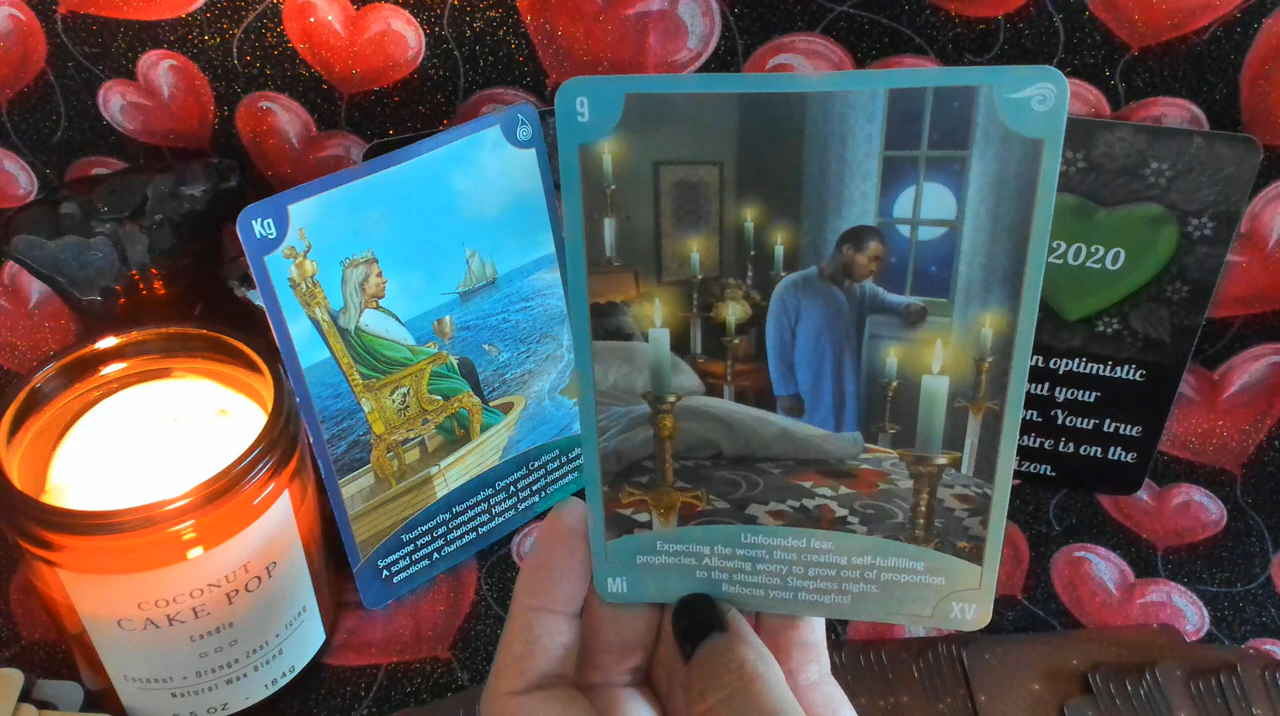 Kg
Trustworthy, Honorable, Devoted, Cautious
Someone you can completely trust. A situation that is safe.
A solid romantic relationship. Hidden but well-intentioned
emotions. A charitable benefactor. Seeing a counselor.
9
Unfounded fear.
Expecting the worst, thus creating self-fulfilling
prophecies. Allowing worry to grow out of proportion
to the situation. Sleepless nights.
Refocus your thoughts!
Mi
XV
2020
optimistic
your
Your true
is on the
COCONUT
CAKE POP
Candle
Coconut + Orange Zest + Icing
Natural Wax Blend
OZ - 184g